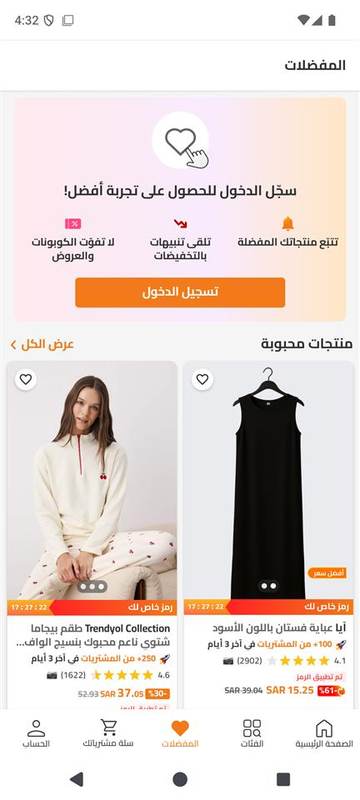 4:32
المفضلات
سجّل الدخول للحصول على تجربة أفضل!
تتبّع منتجاتك المفضلة
تلقى تنبيهات
بالتخفيضات
لا تفوّت الكوبونات
والعروض
تسجيل الدخول
منتجات محبوبة
عرض الكل
أفضل سعر
رمز خاص لك 17:27:22
أيا عباية فستان باللون الأسود
100+ من المشتريات في آخر 3 أيام
4.1 (2902)
تم تطبيق الرمز
61%- SAR 15.25 SAR 39.04
رمز خاص لك 17:27:22
Trendyol Collection طقم بيجاما
شتوي ناعم محبوك بنسيج الواف...
250+ من المشتريات في آخر 3 أيام
4.6 (1622)
30%- SAR 37.05 52.93
تم تطبيق الرمز
الصفحة الرئيسية
الفئات
المفضلات
سلة مشترياتك
الحساب